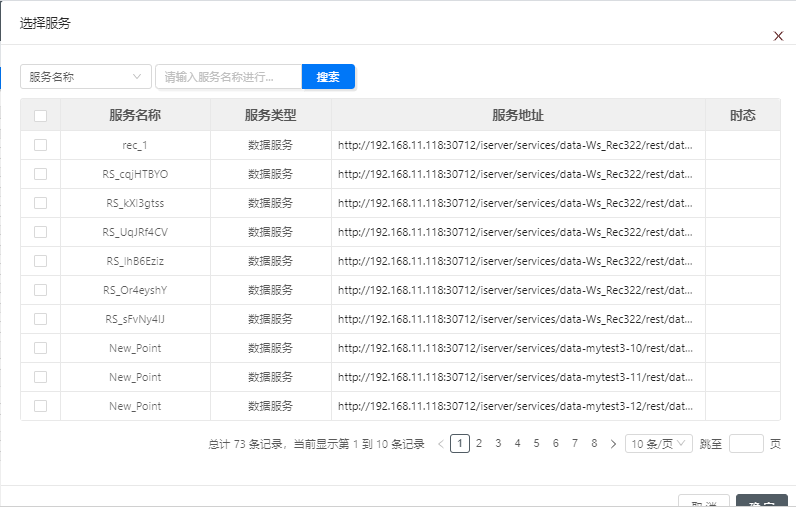 选择服务
服务名称 请输入服务名称进行... 搜索
服务名称 服务类型 服务地址 时态
rec_1 数据服务 http://192.168.11.118:30712/iserver/services/data-Ws_Rec322/rest/dat...
RS_cqjHTBYO 数据服务 http://192.168.11.118:30712/iserver/services/data-Ws_Rec322/rest/dat...
RS_kXl3gtss 数据服务 http://192.168.11.118:30712/iserver/services/data-Ws_Rec322/rest/dat...
RS_UqJRf4CV 数据服务 http://192.168.11.118:30712/iserver/services/data-Ws_Rec322/rest/dat...
RS_lhB6Eziz 数据服务 http://192.168.11.118:30712/iserver/services/data-Ws_Rec322/rest/dat...
RS_Or4eyshY 数据服务 http://192.168.11.118:30712/iserver/services/data-Ws_Rec322/rest/dat...
RS_sFvNy4lJ 数据服务 http://192.168.11.118:30712/iserver/services/data-Ws_Rec322/rest/dat...
New_Point 数据服务 http://192.168.11.118:30712/iserver/services/data-mytest3-10/rest/dat...
New_Point 数据服务 http://192.168.11.118:30712/iserver/services/data-mytest3-11/rest/dat...
New_Point 数据服务 http://192.168.11.118:30712/iserver/services/data-mytest3-12/rest/dat...
总计 73 条记录，当前显示第 1 到 10 条记录 < 1 2 3 4 5 6 7 8 > 10 条/页 跳至 页
取消 确定